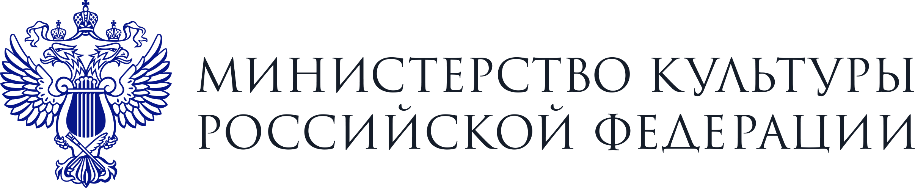 МИНИСТЕРСТВО КУЛЬТУРЫ
РОССИЙСКОЙ ФЕДЕРАЦИИ